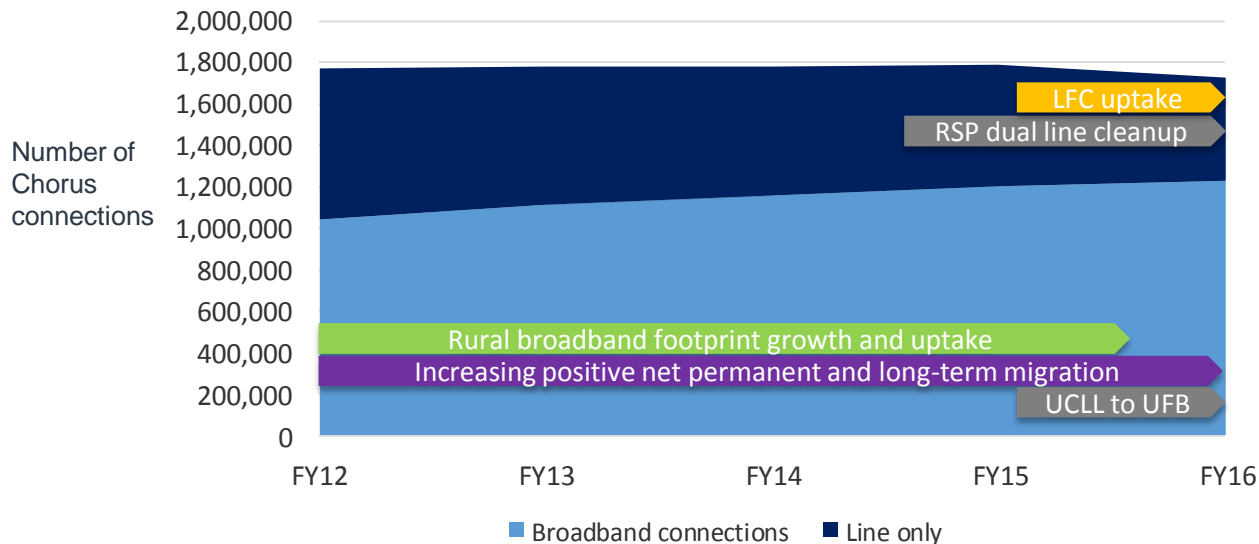 2,000,000
1,800,000
1,600,000
1,400,000
1,200,000
1,000,000
800,000
600,000
400,000
200,000
0
Number of
Chorus
connections
LFC uptake
RSP dual line cleanup
Rural broadband footprint growth and uptake
Increasing positive net permanent and long-term migration
UCLL to UFB
FY12
FY13
FY14
FY15
FY16
Broadband connections
Line only